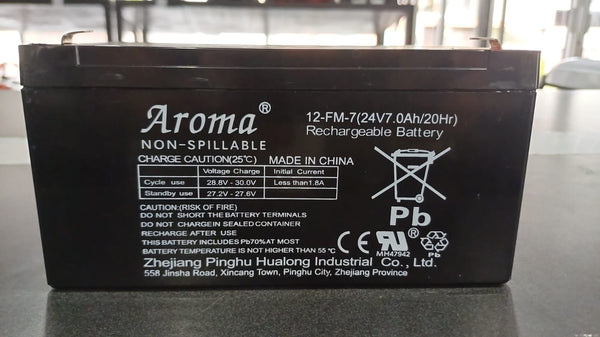 Aroma®
NON-SPILLABLE
12-FM-7(24V7.0Ah/20Hr)
Rechargeable Battery
CHARGE CAUTION(25℃) MADE IN CHINA
Voltage Charge Initial Current
Cycle use 28.8V - 30.0V Less than1.8A
Standby use 27.2V - 27.6V
CAUTION:(RISK OF FIRE)
DO NOT SHORT THE BATTERY TERMINALS
DO NOT CHARGE IN SEALED CONTAINER
RECHARGE AFTER USE
THIS BATTERY INCLUDES Pb70%AT MOST
BATTERY TEMPERATURE IS NOT HIGHER THAN 55 ℃
Pb
CE
MH47942
Pb
Zhejiang Pinghu Hualong Industrial Co., Ltd.
558 Jinsha Road, Xincang Town, Pinghu City, Zhejiang Province